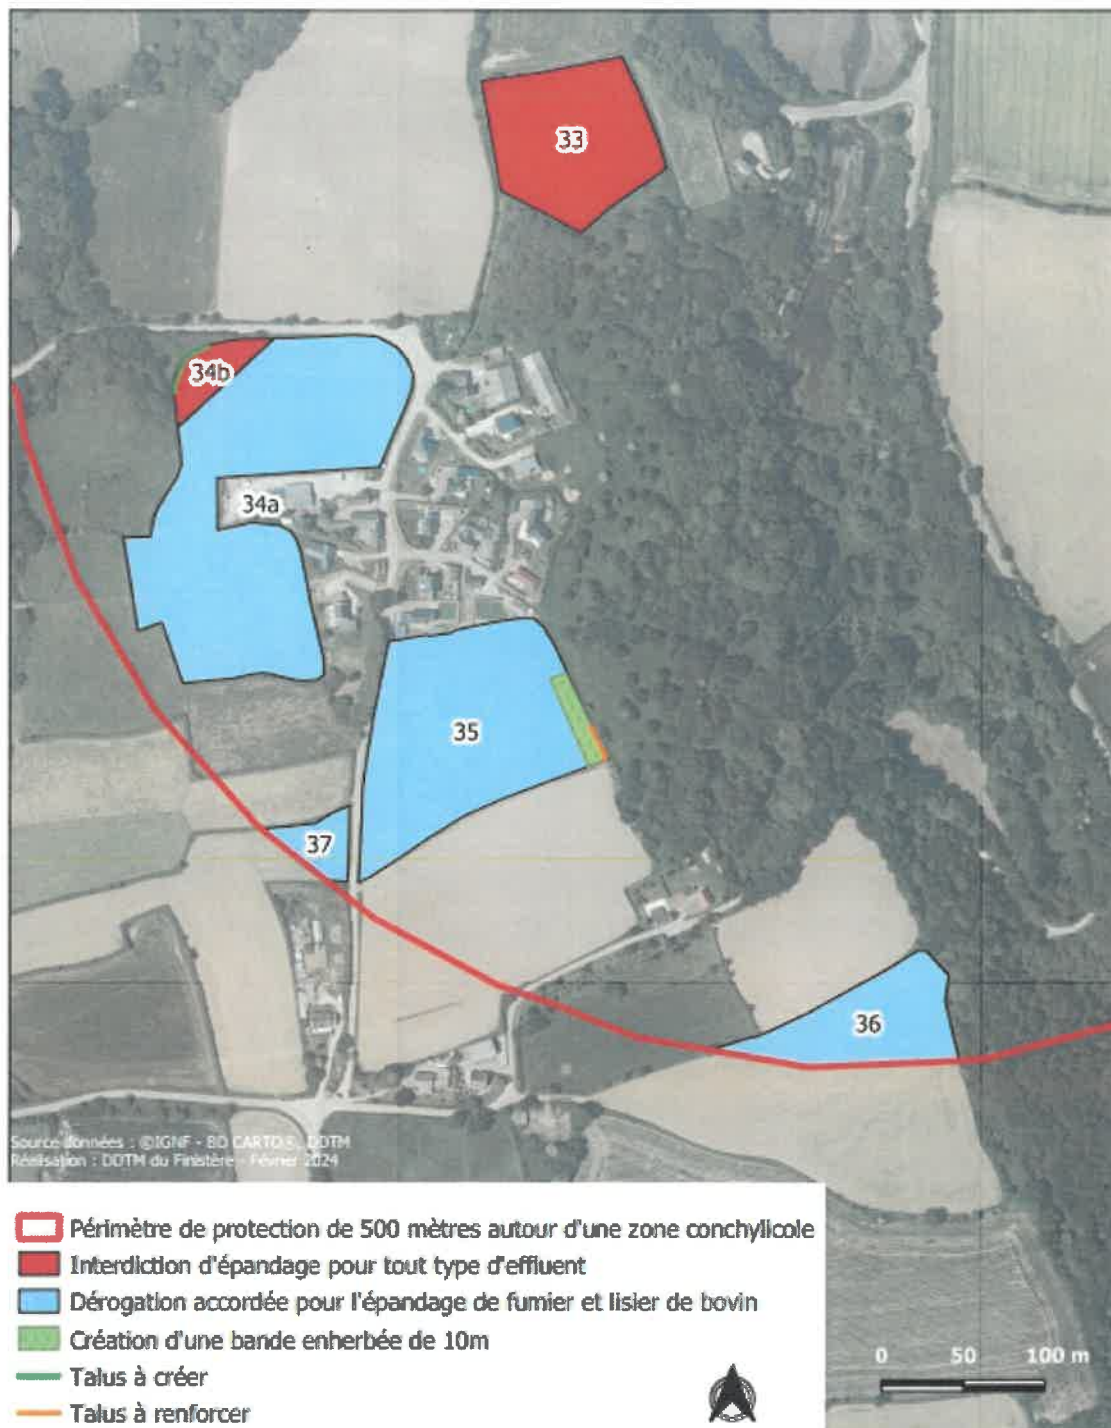 33
34b
34a
35
37
36
Source données : ©IGNF - BD CARTO®, DDTM
Réalisation : DDTM du Finistère - Février 2024
Périmètre de protection de 500 mètres autour d'une zone conchylicole
Interdiction d'épandage pour tout type d'effluent
Dérogation accordée pour l'épandage de fumier et lisier de bovin
Création d'une bande enherbée de 10m
Talus à créer
Talus à renforcer
0 50 100 m